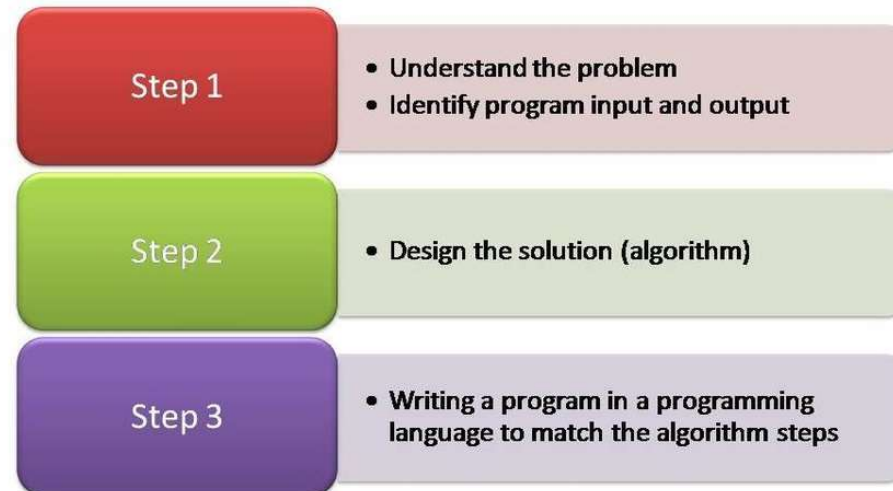 Step 1
• Understand the problem
• Identify program input and output
Step 2
• Design the solution (algorithm)
Step 3
• Writing a program in a programming
language to match the algorithm steps